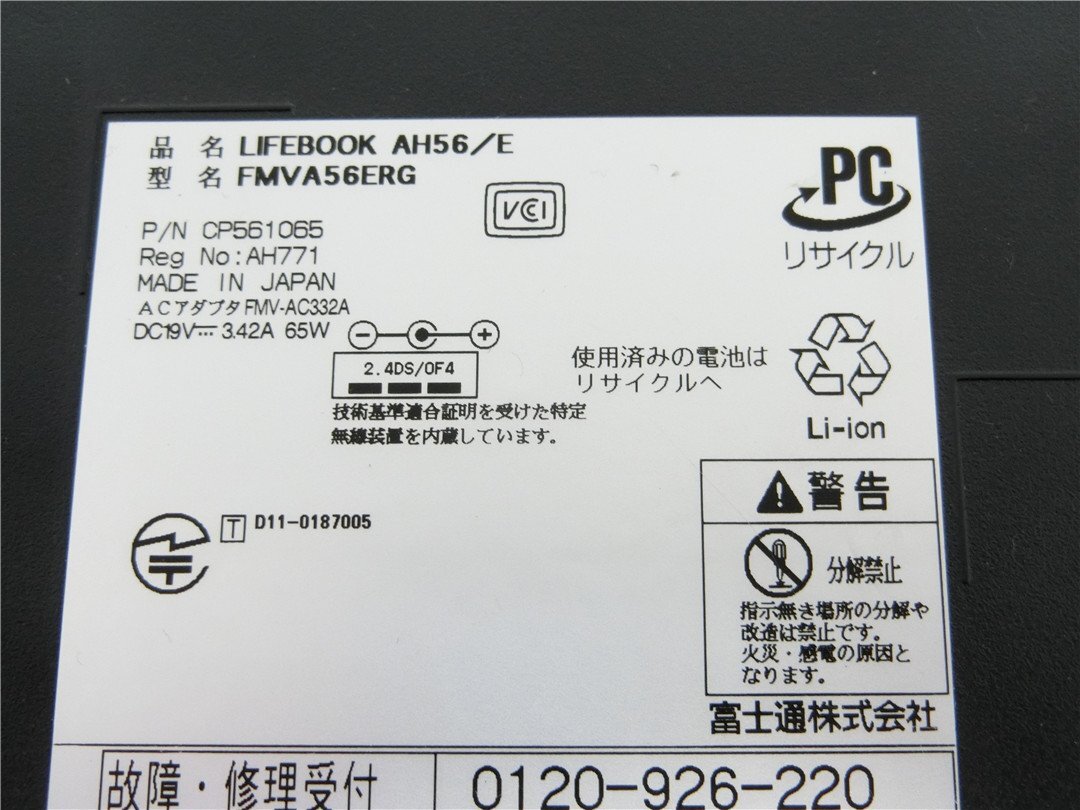 品 名 LIFEBOOK AH56/E
型 名 FMVA56ERG
VCCI
P/N CP561065
Reg No:AH771
MADE IN JAPAN
ACアダプタ FMV-AC332A
DC19V⎓ 3.42A 65W
2.4DS/OF4
技術基準適合証明を受けた特定
無線装置を内蔵しています。
T D11-0187005
PC
リサイクル
使用済みの電池は
リサイクルへ
Li-ion
警告
分解禁止
指示無き場所の分解や
改造は禁止です。
火災・感電の原因と
なります。
富士通株式会社
故障・修理受付 0120-926-220